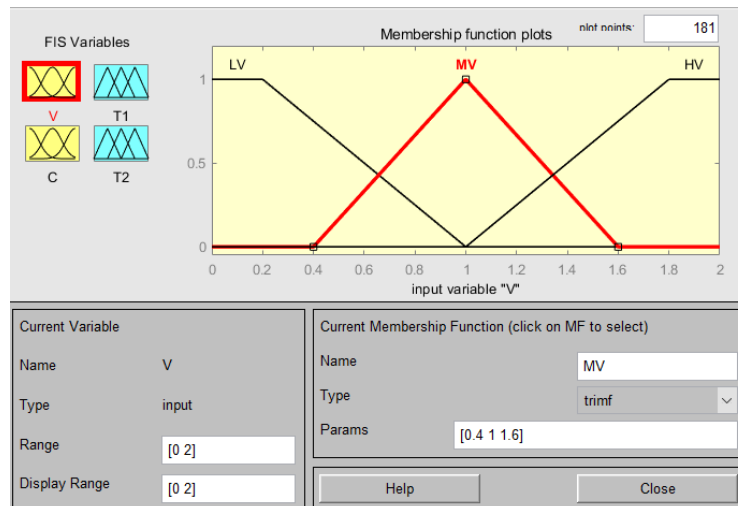 FIS Variables
V
T1
C
T2
Membership function plots
plot points:
181
LV
MV
HV
1
0.5
0
0
0.2
0.4
0.6
0.8
1
1.2
1.4
1.6
1.8
2
input variable "V"
Current Variable
Name
V
Type
input
Range
[0 2]
Display Range
[0 2]
Current Membership Function (click on MF to select)
Name
MV
Type
trimf
Params
[0.4 1 1.6]
Help
Close